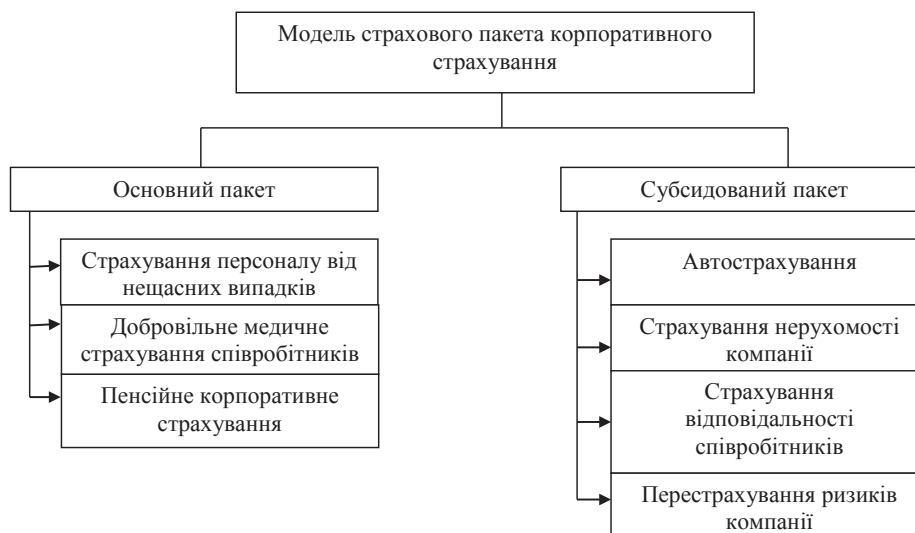 Модель страхового пакета корпоративного
страхування
Основний пакет
Страхування персоналу від
нещасних випадків
Добровільне медичне
страхування співробітників
Пенсійне корпоративне
страхування
Субсидований пакет
Автострахування
Страхування нерухомості
компанії
Страхування
відповідальності
співробітників
Перестрахування ризиків
компанії